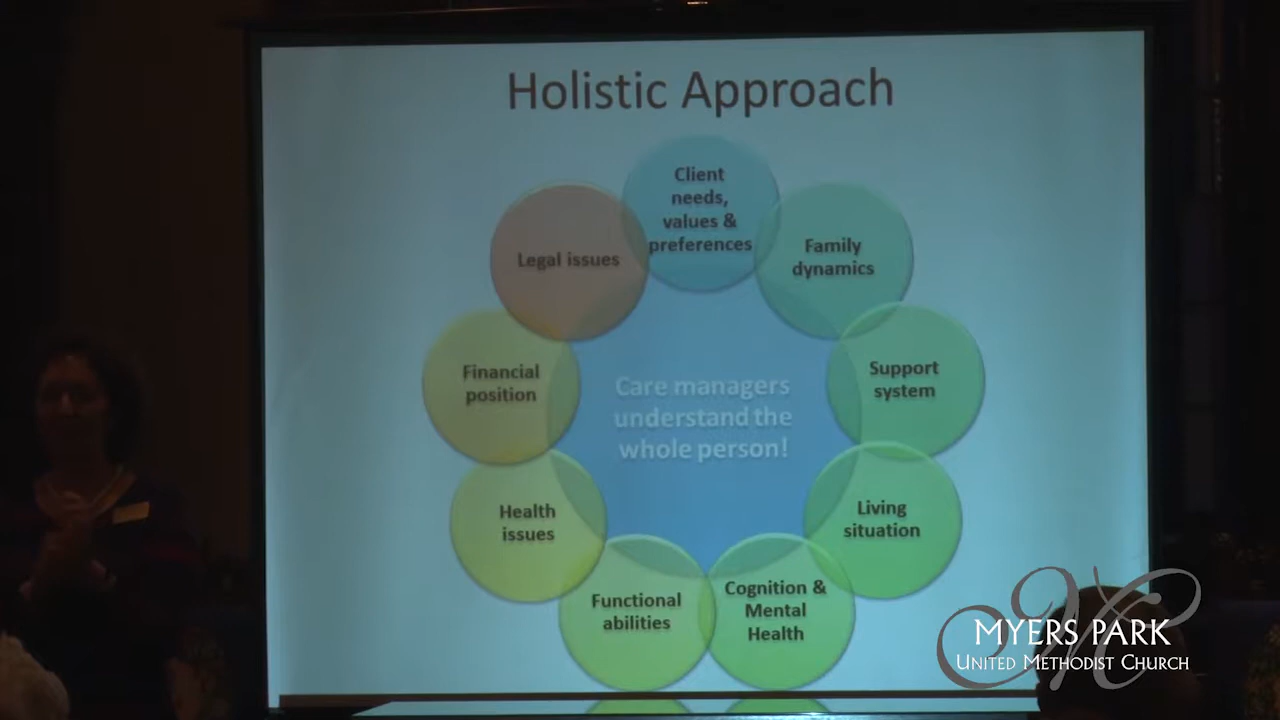 Holistic Approach
Client
needs,
values &
preferences
Family
dynamics
Support
system
Living
situation
Cognition &
Mental
Health
Functional
abilities
Health
issues
Financial
position
Legal issues
Care managers
understand the
whole person!
MYERS PARK
UNITED METHODIST CHURCH